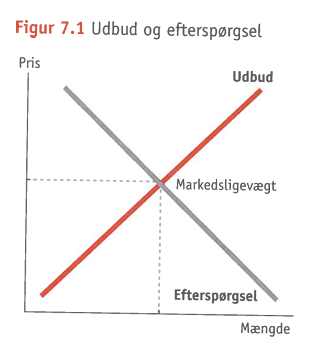 Figur 7.1 Udbud og efterspørgsel
Pris
Udbud
Markedsligevægt
Efterspørgsel
Mængde